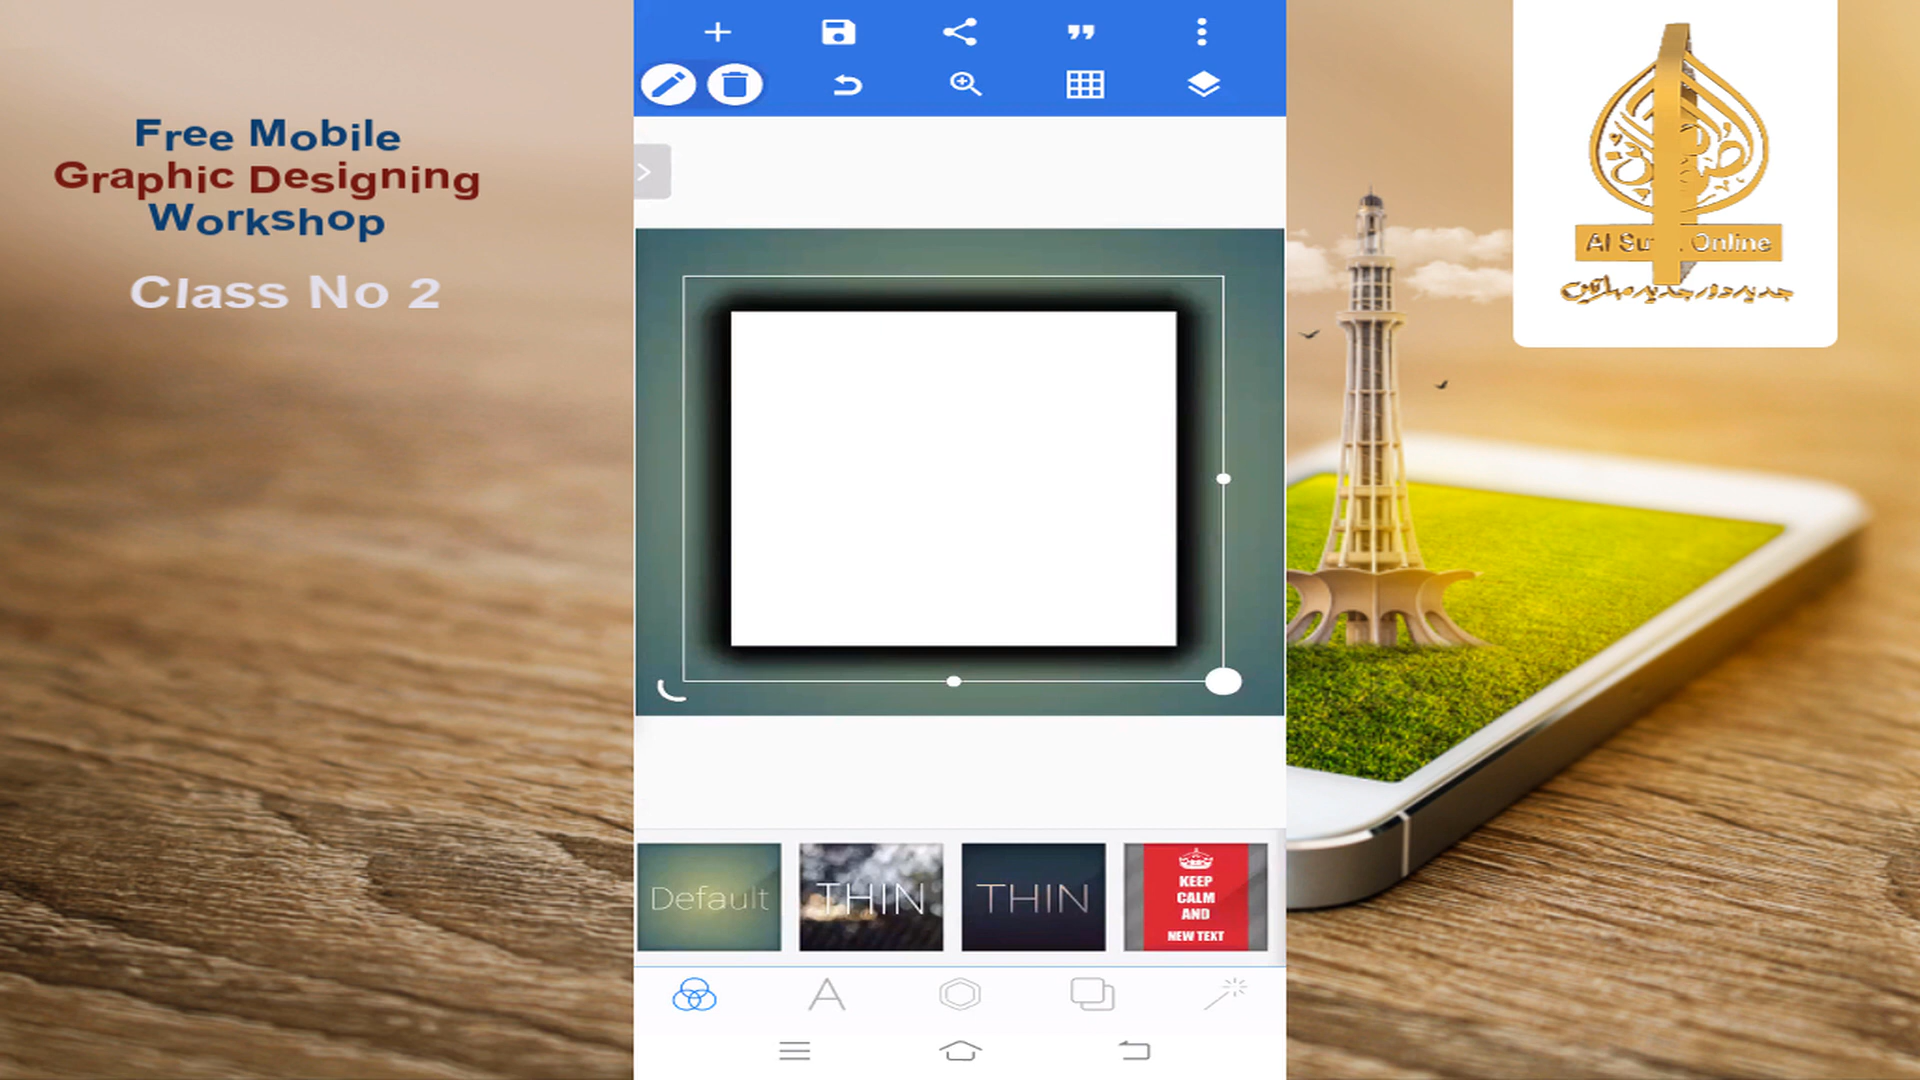 Free Mobile
Graphic Designing
Workshop
Class No 2
Online
Default
THIN
THIN
KEEP
CALM
AND
NEW TEXT